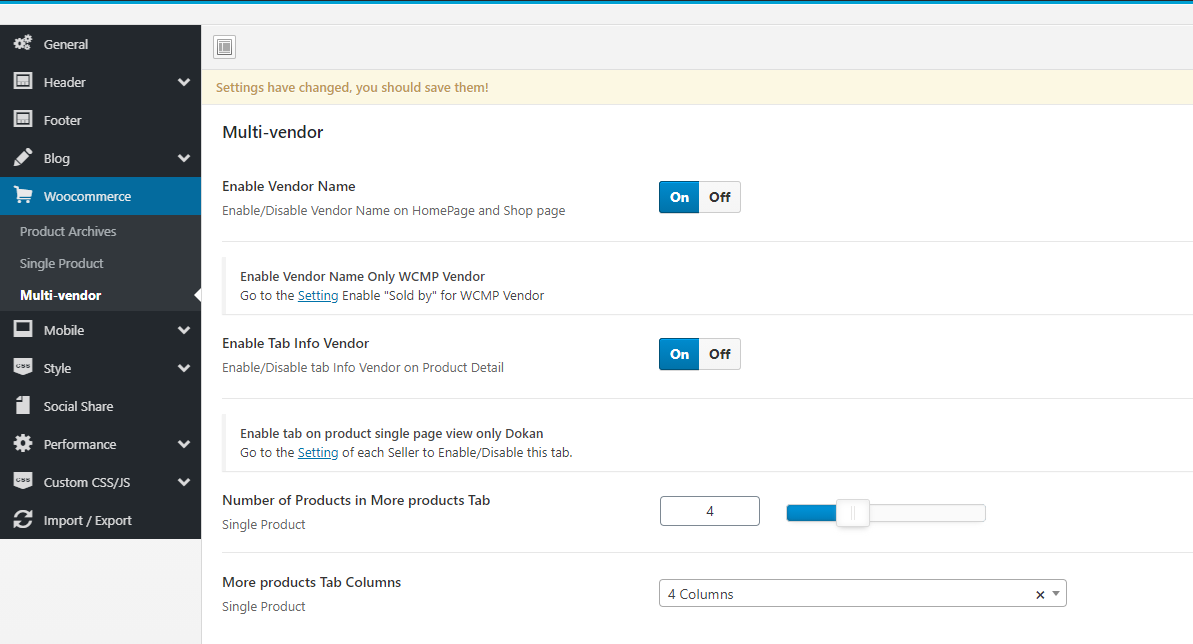 General
Header
Footer
Blog
Woocommerce
Product Archives
Single Product
Multi-vendor
Mobile
Style
Social Share
Performance
Custom CSS/JS
Import / Export
Settings have changed, you should save them!
Multi-vendor
Enable Vendor Name
Enable/Disable Vendor Name on HomePage and Shop page
On Off
Enable Vendor Name Only WCMP Vendor
Go to the Setting Enable "Sold by" for WCMP Vendor
Enable Tab Info Vendor
Enable/Disable tab Info Vendor on Product Detail
On Off
Enable tab on product single page view only Dokan
Go to the Setting of each Seller to Enable/Disable this tab.
Number of Products in More products Tab
Single Product
4
More products Tab Columns
Single Product
4 Columns